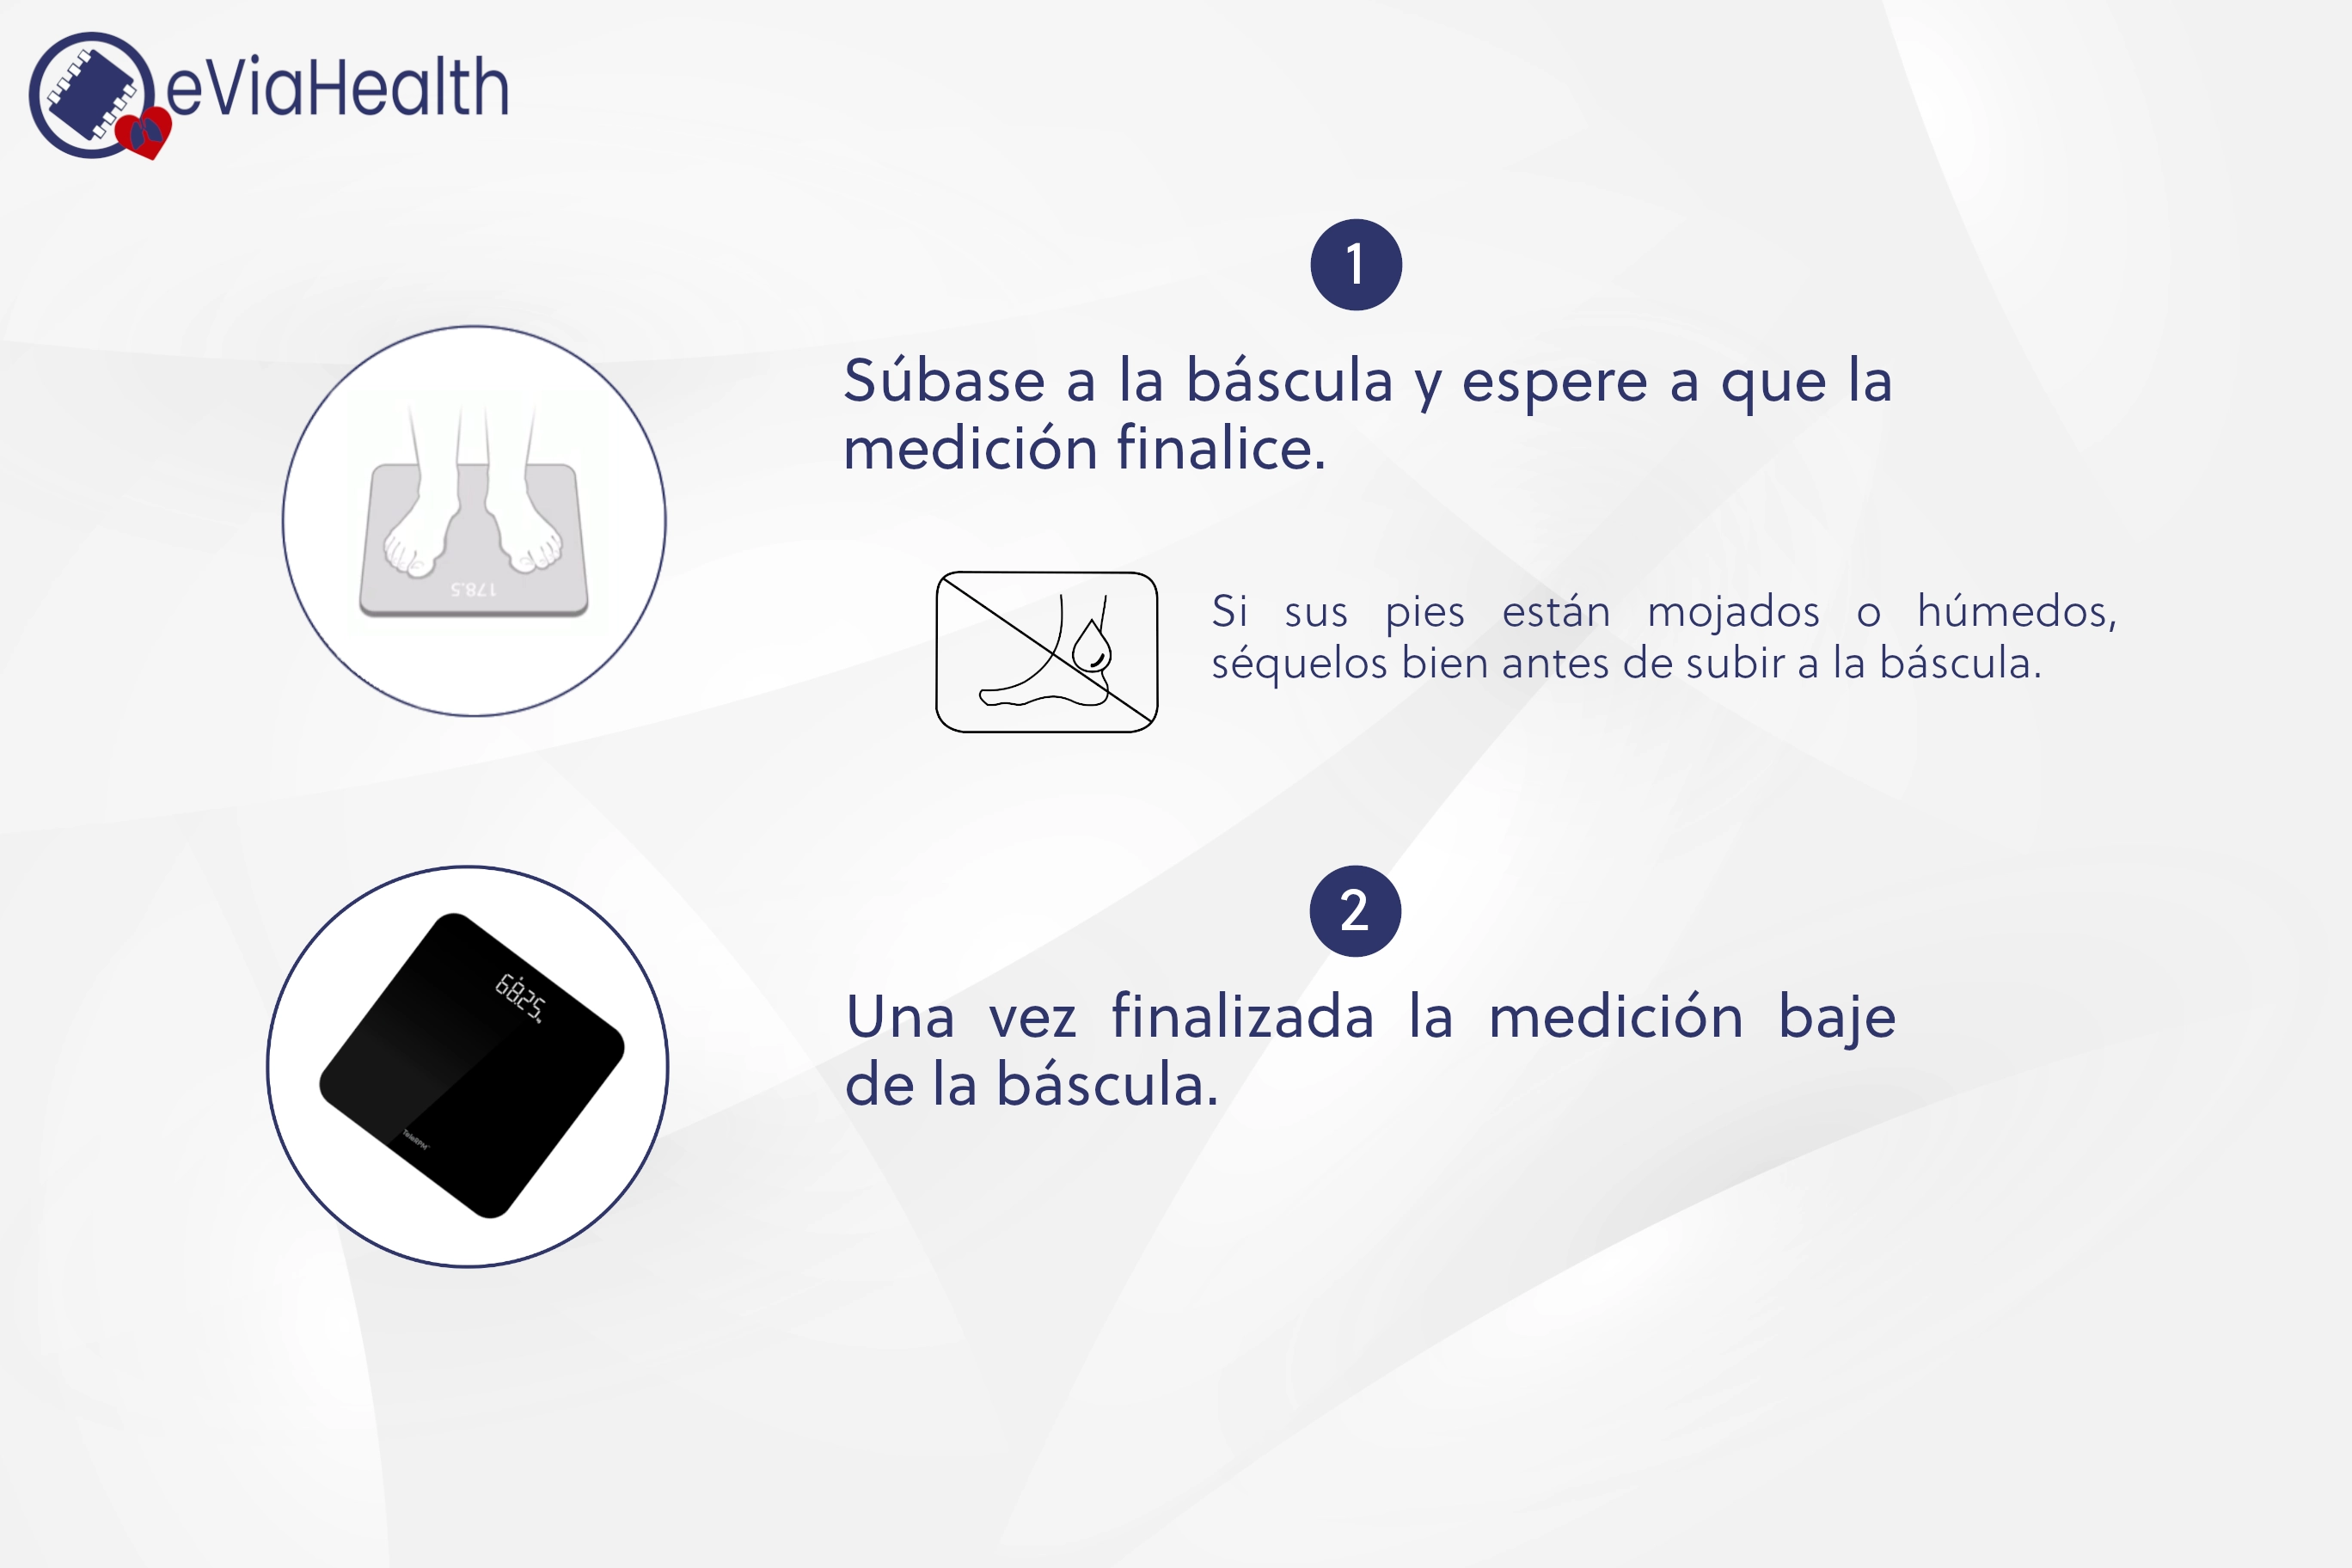 eViaHealth
1
Súbase a la báscula y espere a que la
medición finalice.
178.5
Si sus pies están mojados o húmedos,
séquelos bien antes de subir a la báscula.
2
68.25
Una vez finalizada la medición baje
de la báscula.
TeleRPM